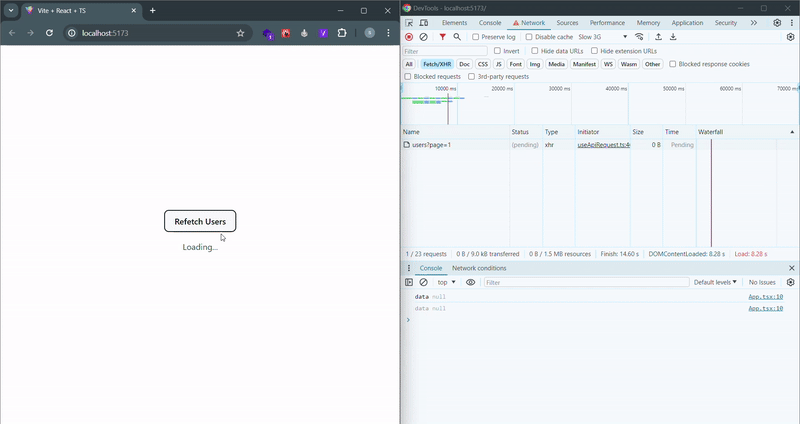 Vite + React + TS
localhost:5173
Refetch Users
Loading...
DevTools - localhost:5173/
Elements Console Network Sources Performance Memory Application Security
Preserve log Disable cache Slow 3G
Filter Invert Hide data URLs Hide extension URLs
All Fetch/XHR Doc CSS JS Font Img Media Manifest WS Wasm Other Blocked response cookies
Blocked requests 3rd-party requests
10000 ms 20000 ms 30000 ms 40000 ms 50000 ms 60000 ms 70000 ms
Name Status Type Initiator Size Time Waterfall
users?page=1 (pending) xhr useApiRequest.ts:4 0 B Pending
1 / 23 requests 0 B / 9.0 kB transferred 0 B / 1.5 MB resources Finish: 14.60 s DOMContentLoaded: 8.28 s Load: 8.28 s
Console Network conditions
top Filter Default levels No Issues
data null App.tsx:10
data null App.tsx:10